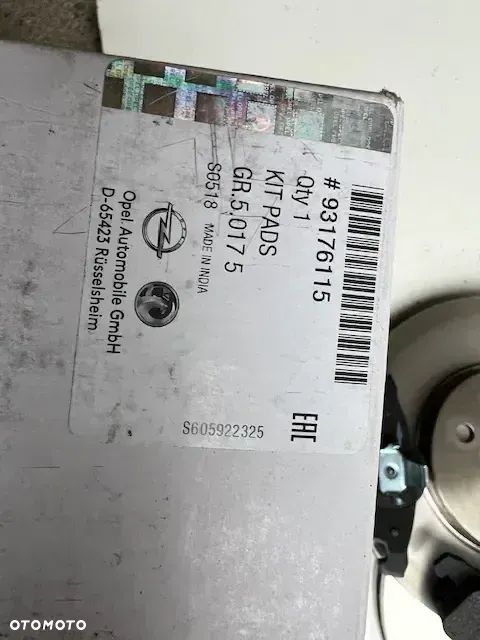 # 93176115
Qty 1
KIT PADS
GR.5,017 5
S0518 MADE IN INDIA
Opel Automobile GmbH
D-65423 Rüsselsheim
EAC
S605922325
OTOMOTO